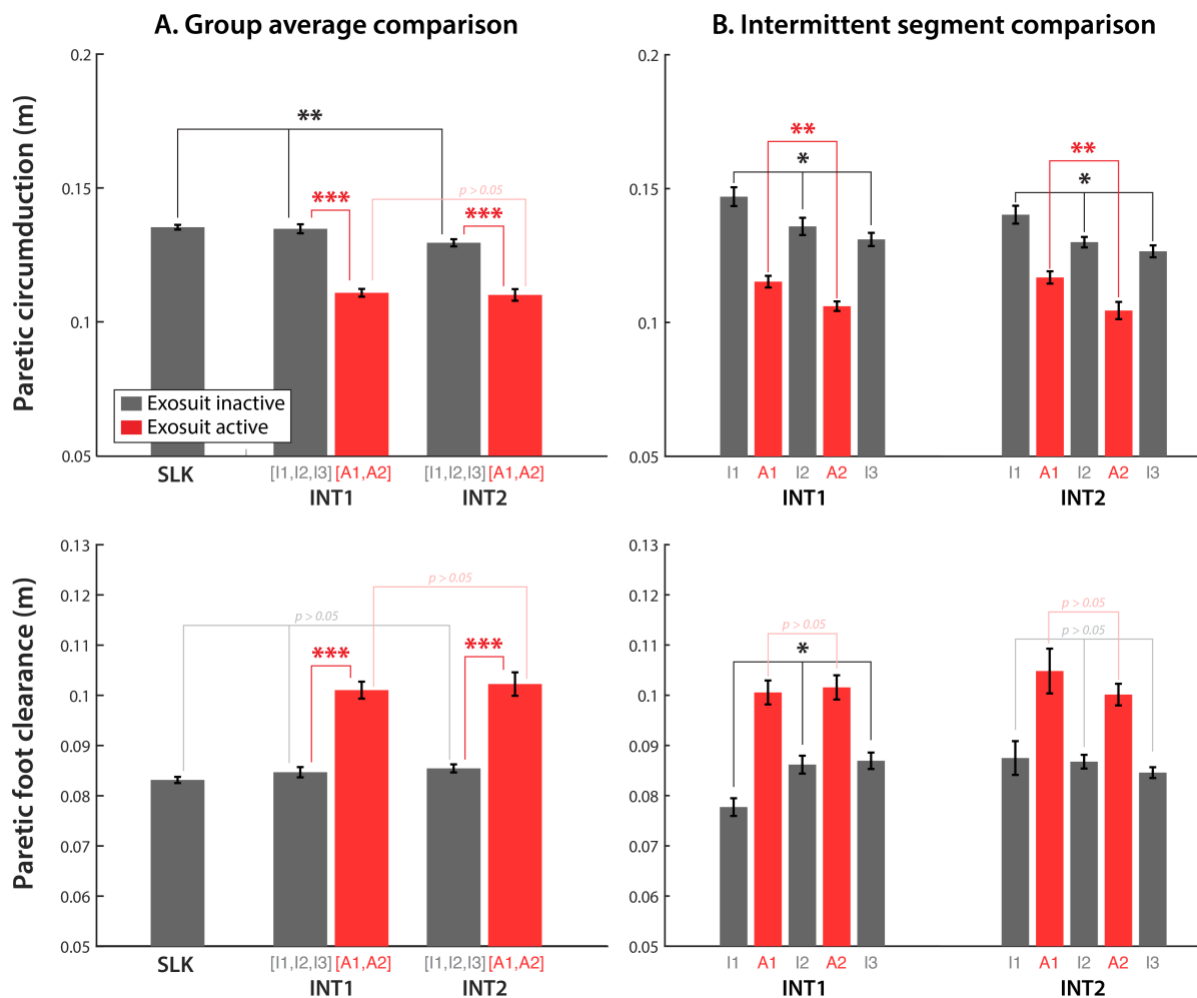 A. Group average comparison
B. Intermittent segment comparison
Paretic circumduction (m)
0.2
0.15
0.1
0.05
**
***
***
p > 0.05
Exosuit inactive
Exosuit active
SLK
[I1,I2,I3] [A1,A2]
INT1
[I1,I2,I3] [A1,A2]
INT2
0.2
0.15
0.1
0.05
**
*
**
*
I1 A1 I2 A2 I3
INT1
I1 A1 I2 A2 I3
INT2
Paretic foot clearance (m)
0.13
0.12
0.11
0.1
0.09
0.08
0.07
0.06
0.05
p > 0.05
p > 0.05
***
***
SLK
[I1,I2,I3] [A1,A2]
INT1
[I1,I2,I3] [A1,A2]
INT2
0.13
0.12
0.11
0.1
0.09
0.08
0.07
0.06
0.05
p > 0.05
*
p > 0.05
p > 0.05
I1 A1 I2 A2 I3
INT1
I1 A1 I2 A2 I3
INT2